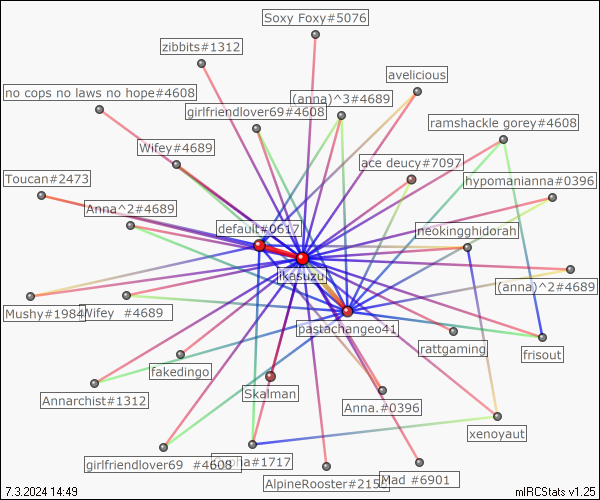 Soxy Foxy#5076
zibbits#1312
avelicious
no cops no laws no hope#4608
(anna)^3#4689
girlfriendlover69#4608
ramshackle gorey#4608
Wifey#4689
ace deucy#7097
Toucan#2473
hypomanianna#0396
Anna^2#4689
default#0617
neokingghidorah
ikasuzu
(anna)^2#4689
Mushy#1984
Wifey #4689
pastachangeo41
rattgaming
frisout
fakedingo
Skalman
Annarchist#1312
Anna.#0396
xenoyaut
girlfriendlover69 #4608
#1717
Mad #6901
AlpineRooster#215
7.3.2024 14:49
mIRCStats v1.25